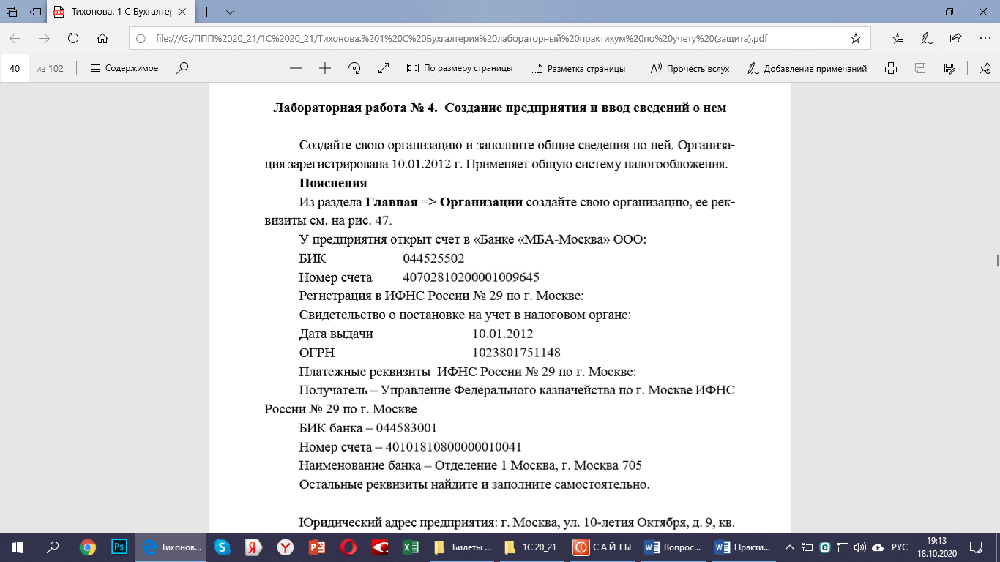 Тихонова. 1 С Бухгалтер
file:///G:/ППП%2020_21/1С%2020_21/Тихонова.%201%20С%20Бухгалтерия%20лабораторный%20практикум%20по%20учету%20(защита).pdf
40 из 102 Содержимое По размеру страницы Разметка страницы Прочесть вслух Добавление примечаний
Лабораторная работа № 4. Создание предприятия и ввод сведений о нем
Создайте свою организацию и заполните общие сведения по ней. Организа-
ция зарегистрирована 10.01.2012 г. Применяет общую систему налогообложения.
Пояснения
Из раздела Главная => Организации создайте свою организацию, ее рек-
визиты см. на рис. 47.
У предприятия открыт счет в «Банке «МБА-Москва» ООО:
БИК 044525502
Номер счета 40702810200001009645
Регистрация в ИФНС России № 29 по г. Москве:
Свидетельство о постановке на учет в налоговом органе:
Дата выдачи 10.01.2012
ОГРН 1023801751148
Платежные реквизиты ИФНС России № 29 по г. Москве:
Получатель – Управление Федерального казначейства по г. Москве ИФНС
России № 29 по г. Москве
БИК банка – 044583001
Номер счета – 40101810800000010041
Наименование банка – Отделение 1 Москва, г. Москва 705
Остальные реквизиты найдите и заполните самостоятельно.
Юридический адрес предприятия: г. Москва, ул. 10-летия Октября, д. 9, кв.
Тихонов... Билеты ... 1С 20_21 С А Й Т Ы Вопрос... Практи... РУС 19:13
18.10.2020